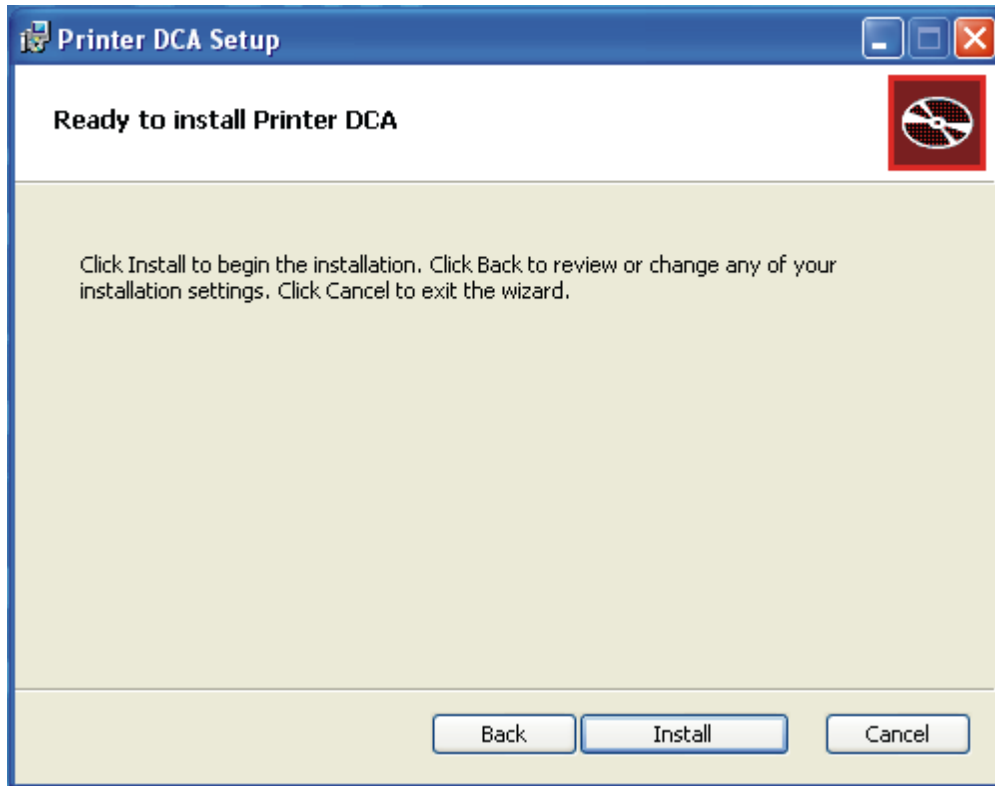 Printer DCA Setup
Ready to install Printer DCA
Click Install to begin the installation. Click Back to review or change any of your
installation settings. Click Cancel to exit the wizard.
Back Install Cancel